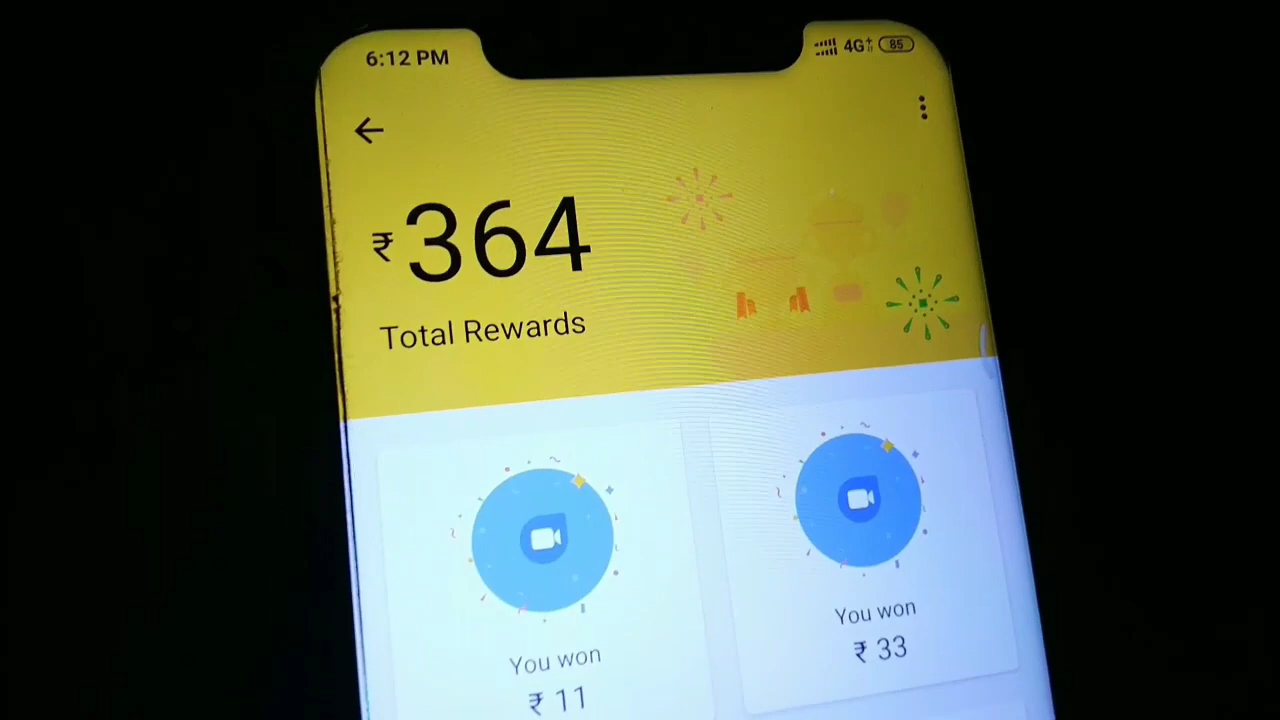 6:12 PM
4G+
85
₹364
Total Rewards
You won
₹ 11
You won
₹ 33